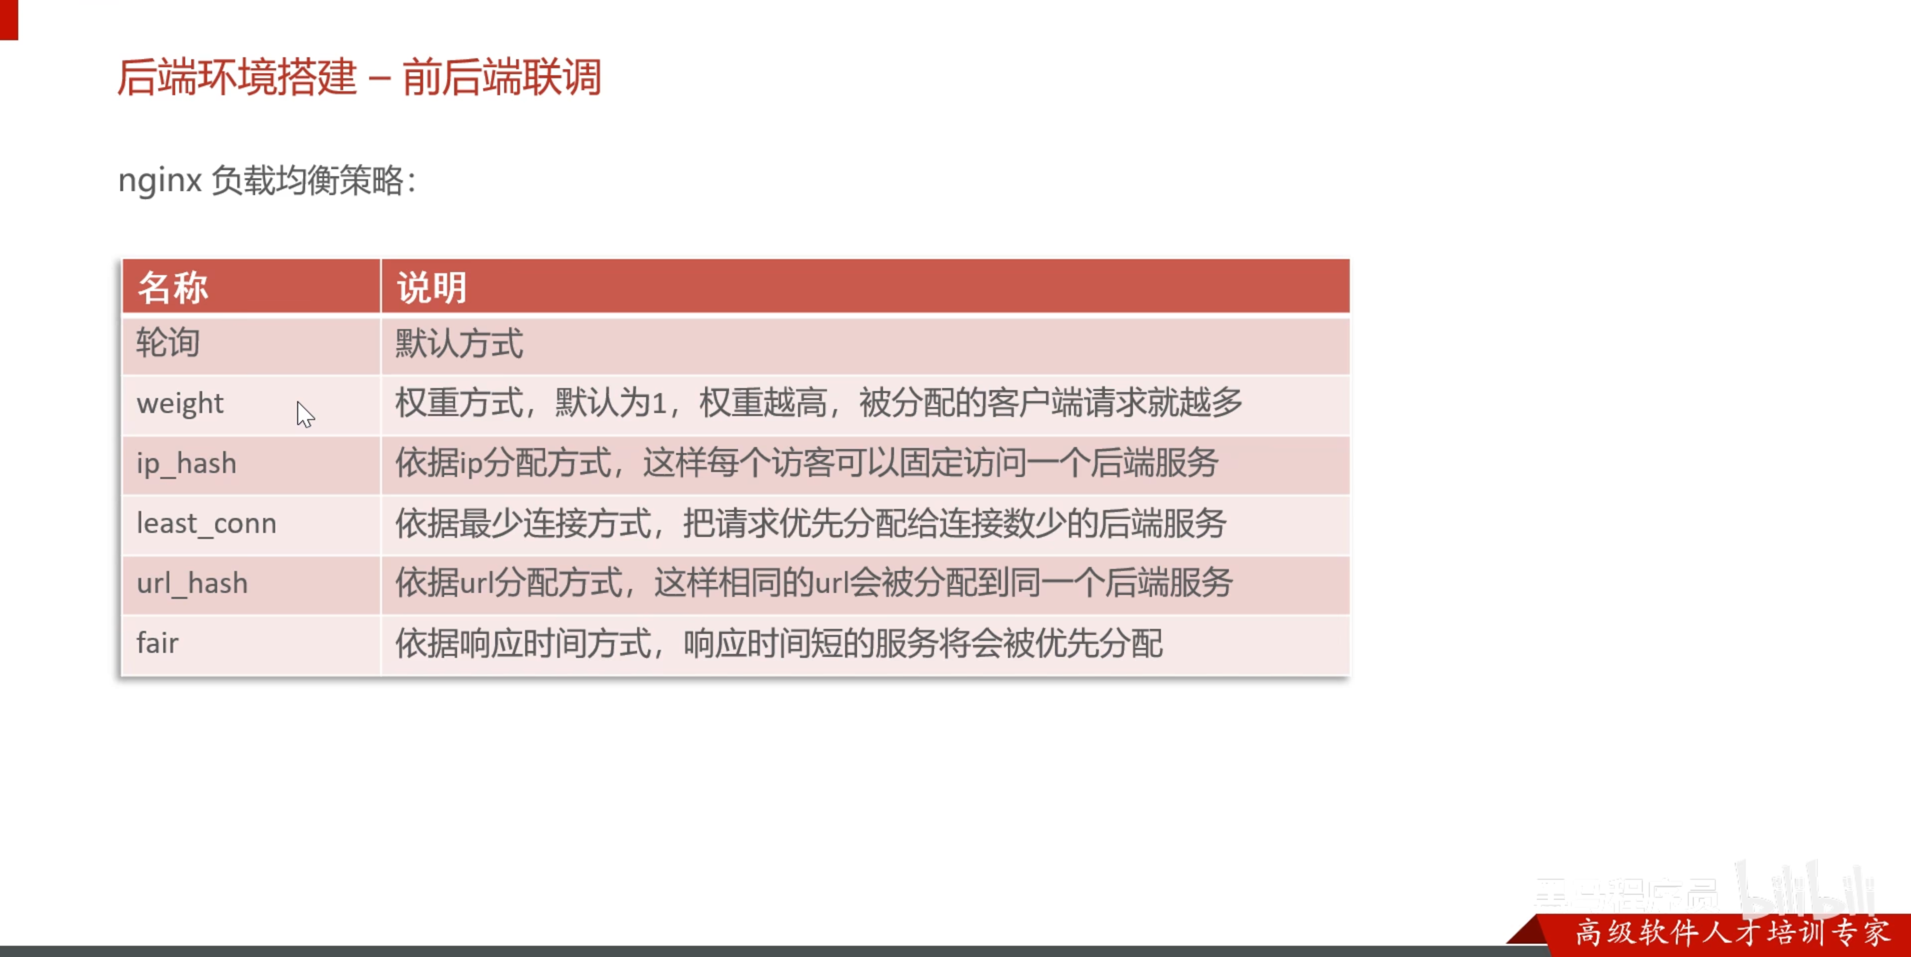 后端环境搭建 – 前后端联调
nginx 负载均衡策略：
名称 说明
轮询 默认方式
weight 权重方式，默认为1，权重越高，被分配的客户端请求就越多
ip_hash 依据ip分配方式，这样每个访客可以固定访问一个后端服务
least_conn 依据最少连接方式，把请求优先分配给连接数少的后端服务
url_hash 依据url分配方式，这样相同的url会被分配到同一个后端服务
fair 依据响应时间方式，响应时间短的服务将会被优先分配
黑马程序员 bilibili
高级软件人才培训专家